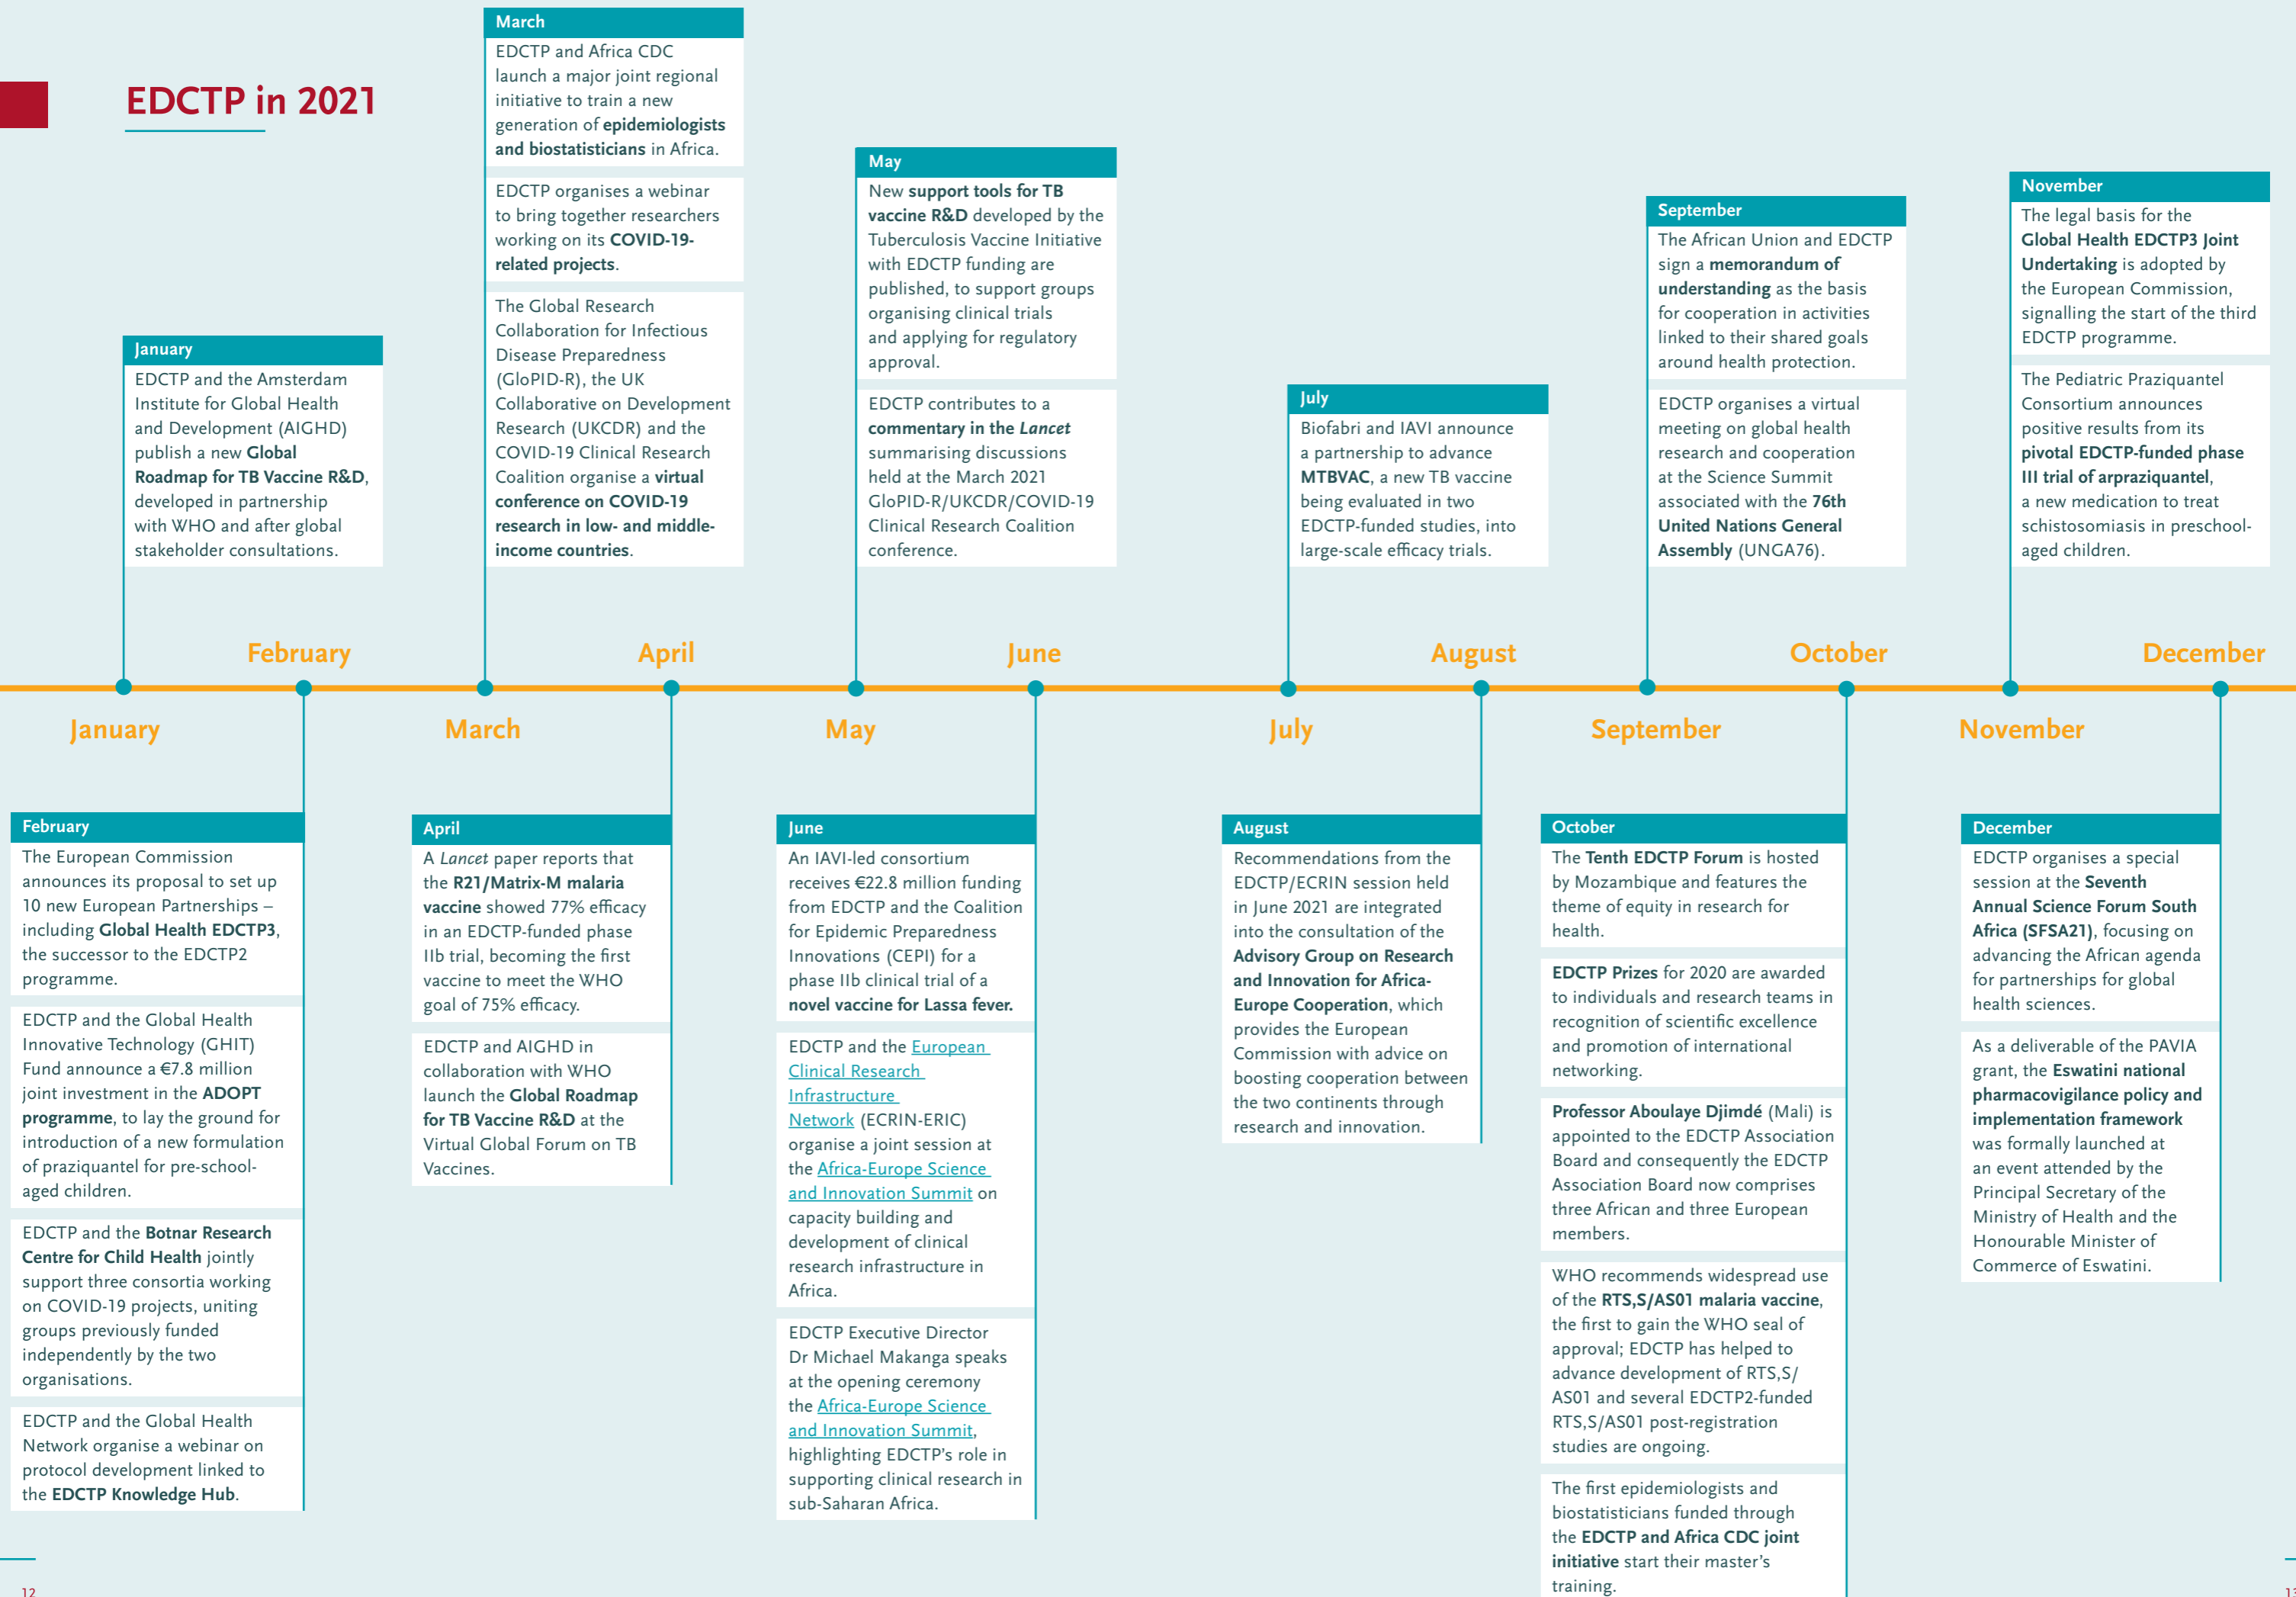 EDCTP in 2021
January
EDCTP and the Amsterdam
Institute for Global Health
and Development (AIGHD)
publish a new Global
Roadmap for TB Vaccine R&D,
developed in partnership
with WHO and after global
stakeholder consultations.
March
EDCTP and Africa CDC
launch a major joint regional
initiative to train a new
generation of epidemiologists
and biostatisticians in Africa.
EDCTP organises a webinar
to bring together researchers
working on its COVID-19-
related projects.
The Global Research
Collaboration for Infectious
Disease Preparedness
(GloPID-R), the UK
Collaborative on Development
Research (UKCDR) and the
COVID-19 Clinical Research
Coalition organise a virtual
conference on COVID-19
research in low- and middle-
income countries.
May
New support tools for TB
vaccine R&D developed by the
Tuberculosis Vaccine Initiative
with EDCTP funding are
published, to support groups
organising clinical trials
and applying for regulatory
approval.
EDCTP contributes to a
commentary in the Lancet
summarising discussions
held at the March 2021
GloPID-R/UKCDR/COVID-19
Clinical Research Coalition
conference.
July
Biofabri and IAVI announce
a partnership to advance
MTBVAC, a new TB vaccine
being evaluated in two
EDCTP-funded studies, into
large-scale efficacy trials.
September
The African Union and EDCTP
sign a memorandum of
understanding as the basis
for cooperation in activities
linked to their shared goals
around health protection.
EDCTP organises a virtual
meeting on global health
research and cooperation
at the Science Summit
associated with the 76th
United Nations General
Assembly (UNGA76).
November
The legal basis for the
Global Health EDCTP3 Joint
Undertaking is adopted by
the European Commission,
signalling the start of the third
EDCTP programme.
The Pediatric Praziquantel
Consortium announces
positive results from its
pivotal EDCTP-funded phase
III trial of arpraziquantel,
a new medication to treat
schistosomiasis in preschool-
aged children.
February
April
June
August
October
December
January
March
May
July
September
November
February
The European Commission
announces its proposal to set up
10 new European Partnerships –
including Global Health EDCTP3,
the successor to the EDCTP2
programme.
EDCTP and the Global Health
Innovative Technology (GHIT)
Fund announce a €7.8 million
joint investment in the ADOPT
programme, to lay the ground for
introduction of a new formulation
of praziquantel for pre-school-
aged children.
EDCTP and the Botnar Research
Centre for Child Health jointly
support three consortia working
on COVID-19 projects, uniting
groups previously funded
independently by the two
organisations.
EDCTP and the Global Health
Network organise a webinar on
protocol development linked to
the EDCTP Knowledge Hub.
April
A Lancet paper reports that
the R21/Matrix-M malaria
vaccine showed 77% efficacy
in an EDCTP-funded phase
IIb trial, becoming the first
vaccine to meet the WHO
goal of 75% efficacy.
EDCTP and AIGHD in
collaboration with WHO
launch the Global Roadmap
for TB Vaccine R&D at the
Virtual Global Forum on TB
Vaccines.
June
An IAVI-led consortium
receives €22.8 million funding
from EDCTP and the Coalition
for Epidemic Preparedness
Innovations (CEPI) for a
phase IIb clinical trial of a
novel vaccine for Lassa fever.
EDCTP and the European
Clinical Research
Infrastructure
Network (ECRIN-ERIC)
organise a joint session at
the Africa-Europe Science
and Innovation Summit on
capacity building and
development of clinical
research infrastructure in
Africa.
EDCTP Executive Director
Dr Michael Makanga speaks
at the opening ceremony
the Africa-Europe Science
and Innovation Summit,
highlighting EDCTP's role in
supporting clinical research in
sub-Saharan Africa.
August
Recommendations from the
EDCTP/ECRIN session held
in June 2021 are integrated
into the consultation of the
Advisory Group on Research
and Innovation for Africa-
Europe Cooperation, which
provides the European
Commission with advice on
boosting cooperation between
the two continents through
research and innovation.
October
The Tenth EDCTP Forum is hosted
by Mozambique and features the
theme of equity in research for
health.
EDCTP Prizes for 2020 are awarded
to individuals and research teams in
recognition of scientific excellence
and promotion of international
networking.
Professor Aboulaye Djimdé (Mali) is
appointed to the EDCTP Association
Board and consequently the EDCTP
Association Board now comprises
three African and three European
members.
WHO recommends widespread use
of the RTS,S/AS01 malaria vaccine,
the first to gain the WHO seal of
approval; EDCTP has helped to
advance development of RTS,S/
AS01 and several EDCTP2-funded
RTS,S/AS01 post-registration
studies are ongoing.
The first epidemiologists and
biostatisticians funded through
the EDCTP and Africa CDC joint
initiative start their master's
training.
December
EDCTP organises a special
session at the Seventh
Annual Science Forum South
Africa (SFSA21), focusing on
advancing the African agenda
for partnerships for global
health sciences.
As a deliverable of the PAVIA
grant, the Eswatini national
pharmacovigilance policy and
implementation framework
was formally launched at
an event attended by the
Principal Secretary of the
Ministry of Health and the
Honourable Minister of
Commerce of Eswatini.
12
13